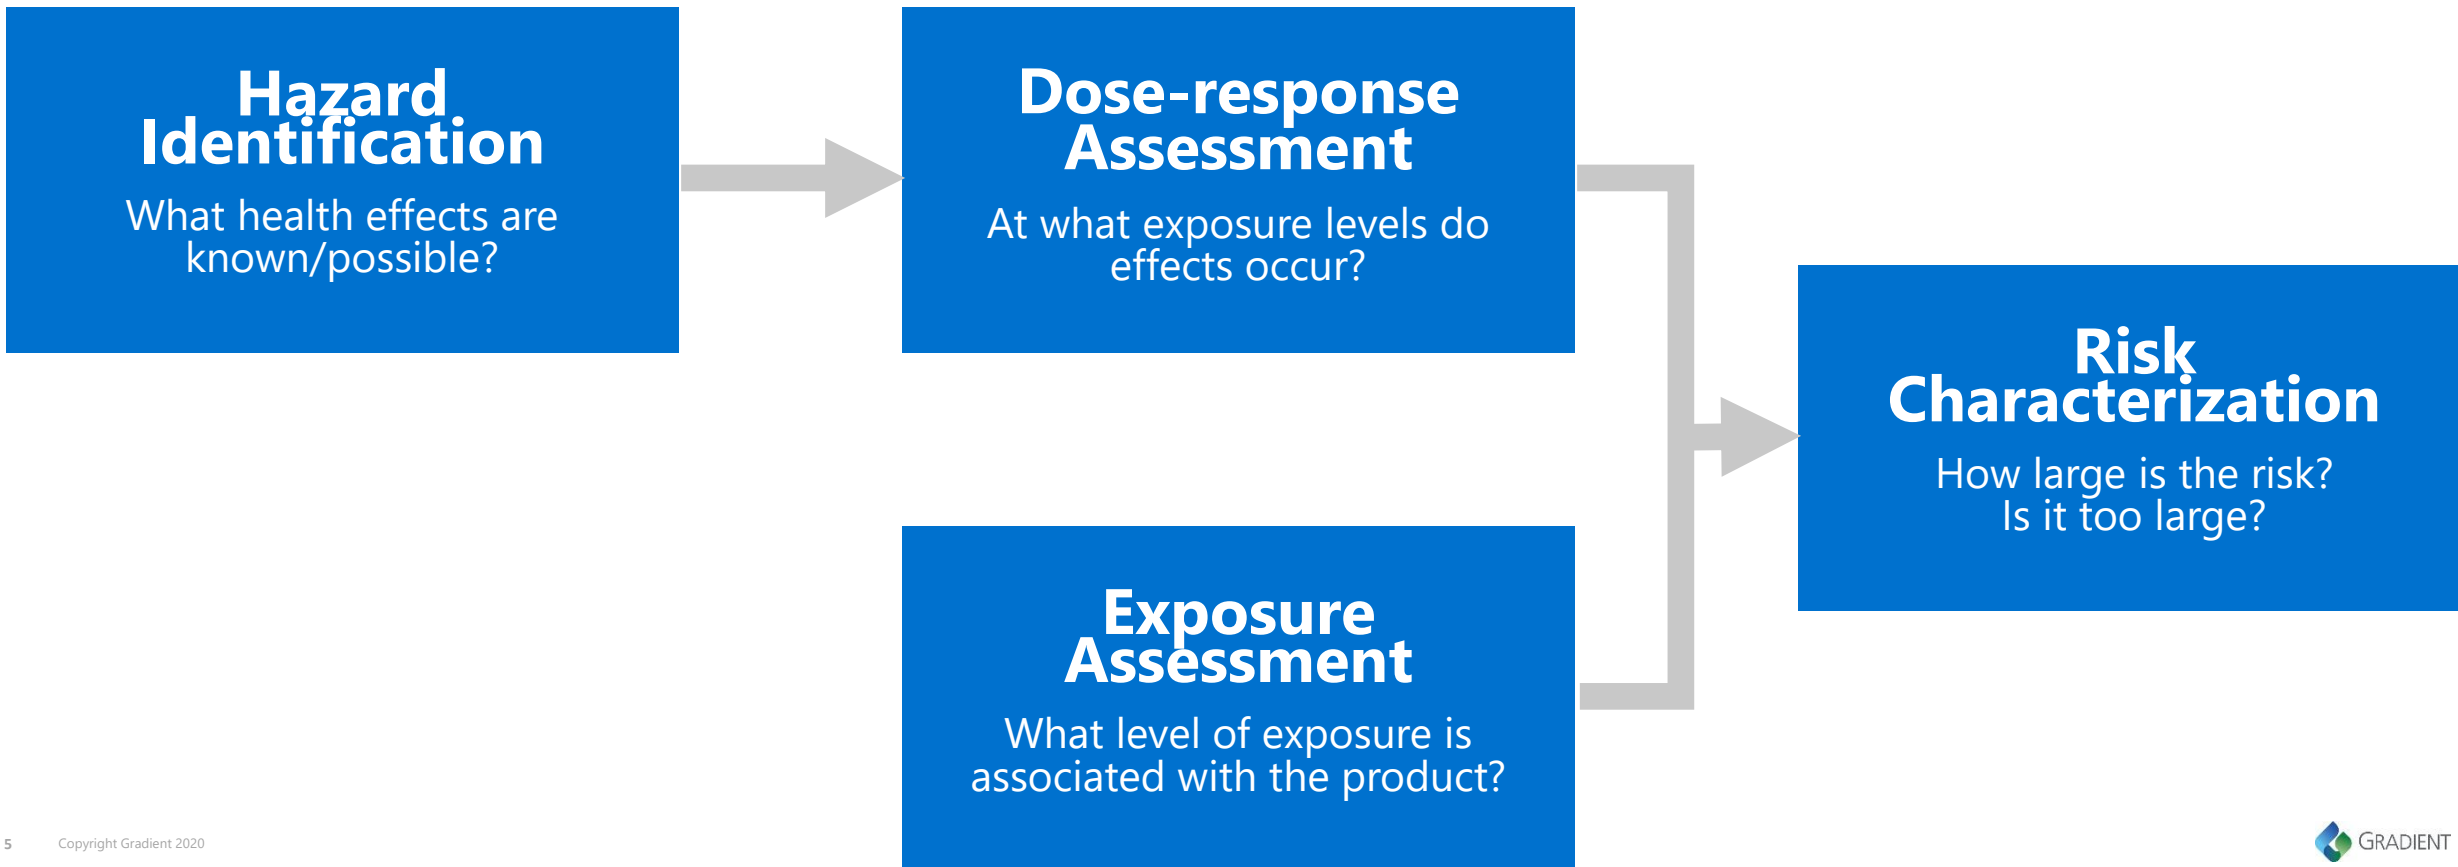 Hazard
Identification
What health effects are
known/possible?
Dose-response
Assessment
At what exposure levels do
effects occur?
Exposure
Assessment
What level of exposure is
associated with the product?
Risk
Characterization
How large is the risk?
Is it too large?
5 Copyright Gradient 2020
GRADIENT